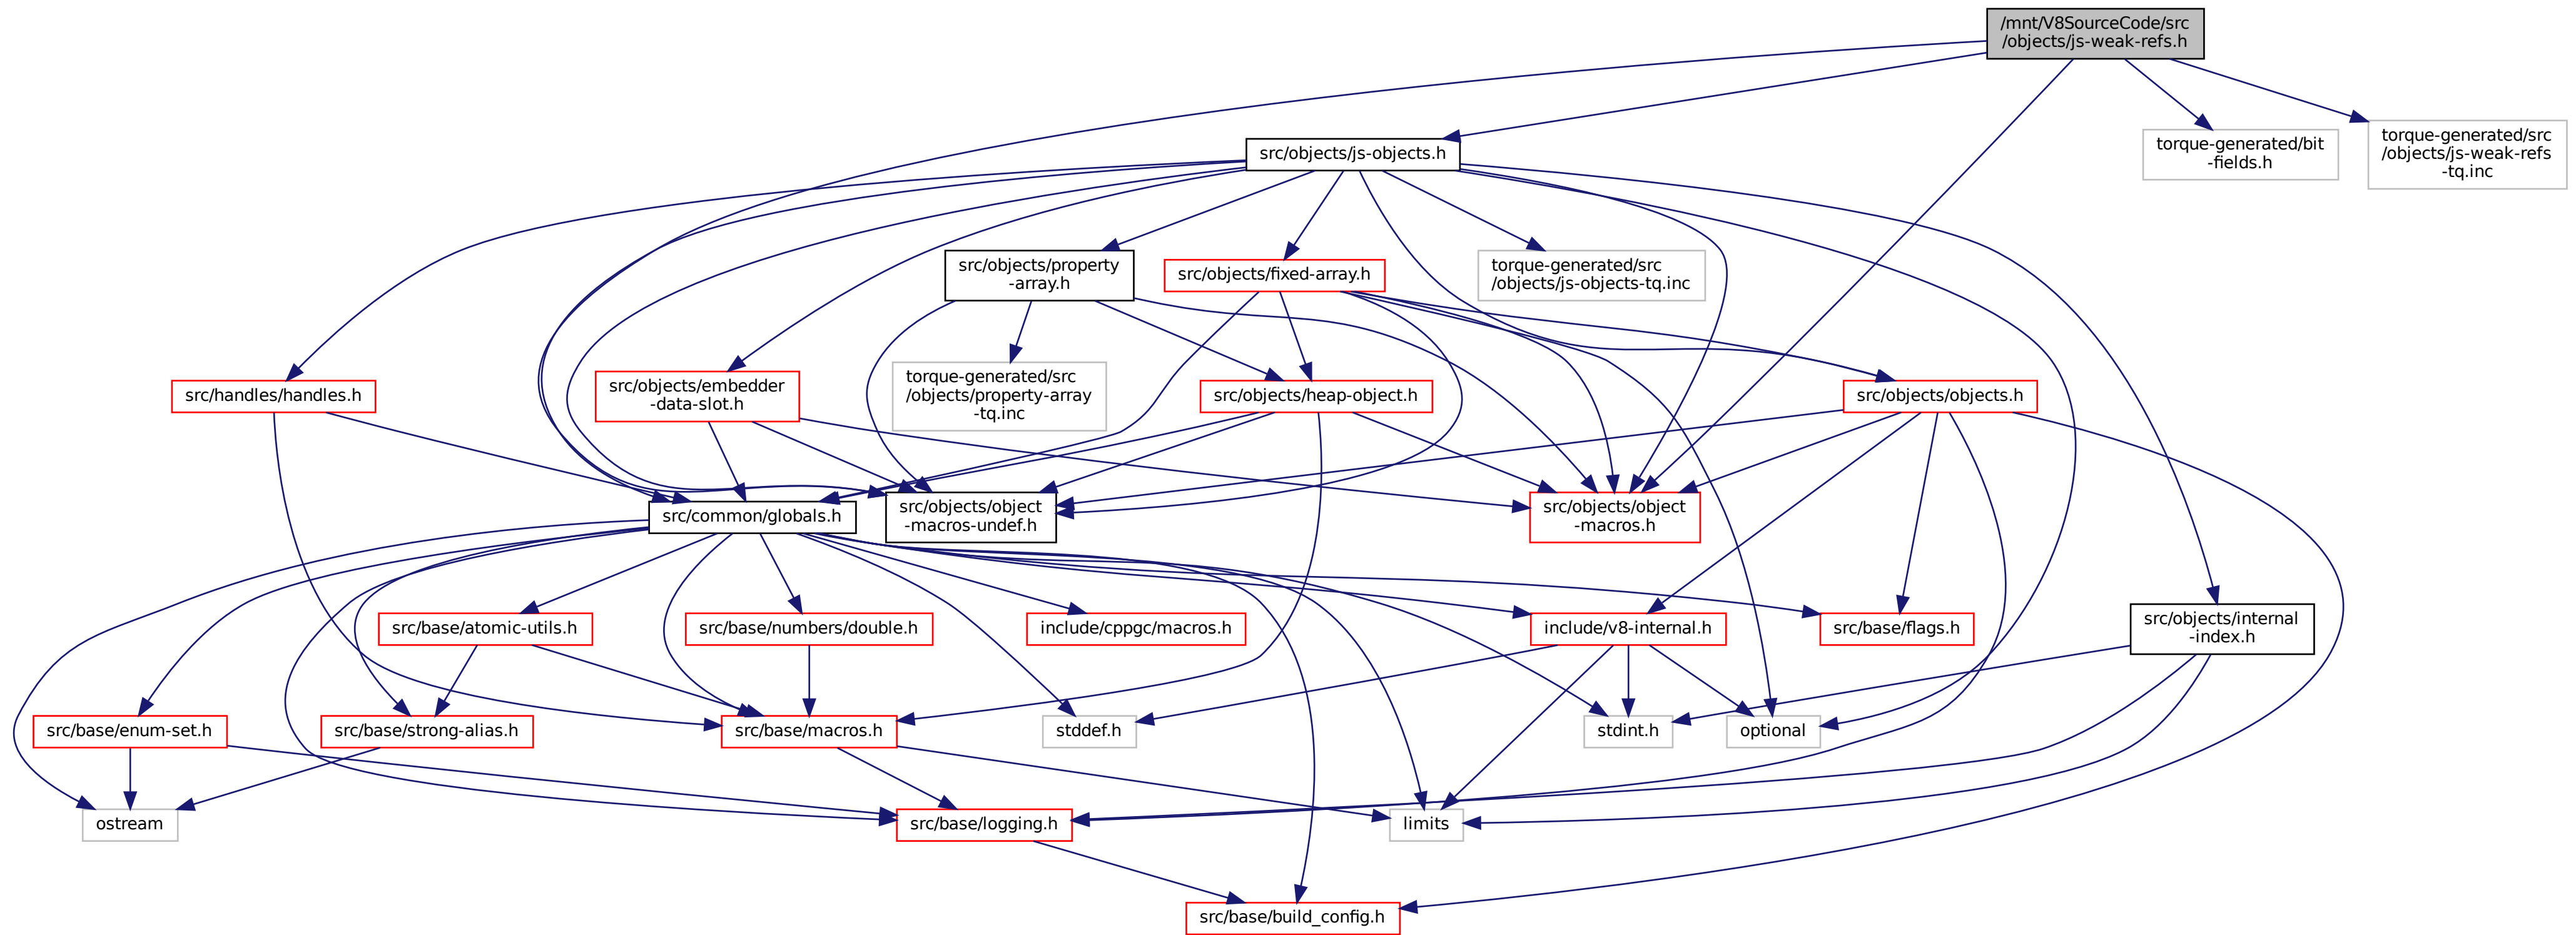 /mnt/V8SourceCode/src
/objects/js-weak-refs.h
src/objects/js-objects.h
torque-generated/bit
-fields.h
torque-generated/src
/objects/js-weak-refs
-tq.inc
src/objects/property
-array.h
src/objects/fixed-array.h
torque-generated/src
/objects/js-objects-tq.inc
src/handles/handles.h
src/objects/embedder
-data-slot.h
torque-generated/src
/objects/property-array
-tq.inc
src/objects/heap-object.h
src/objects/objects.h
src/common/globals.h
src/objects/object
-macros-undef.h
src/objects/object
-macros.h
src/base/atomic-utils.h
src/base/numbers/double.h
include/cppgc/macros.h
include/v8-internal.h
src/base/flags.h
src/objects/internal
-index.h
src/base/enum-set.h
src/base/strong-alias.h
src/base/macros.h
stddef.h
stdint.h
optional
ostream
src/base/logging.h
limits
src/base/build_config.h